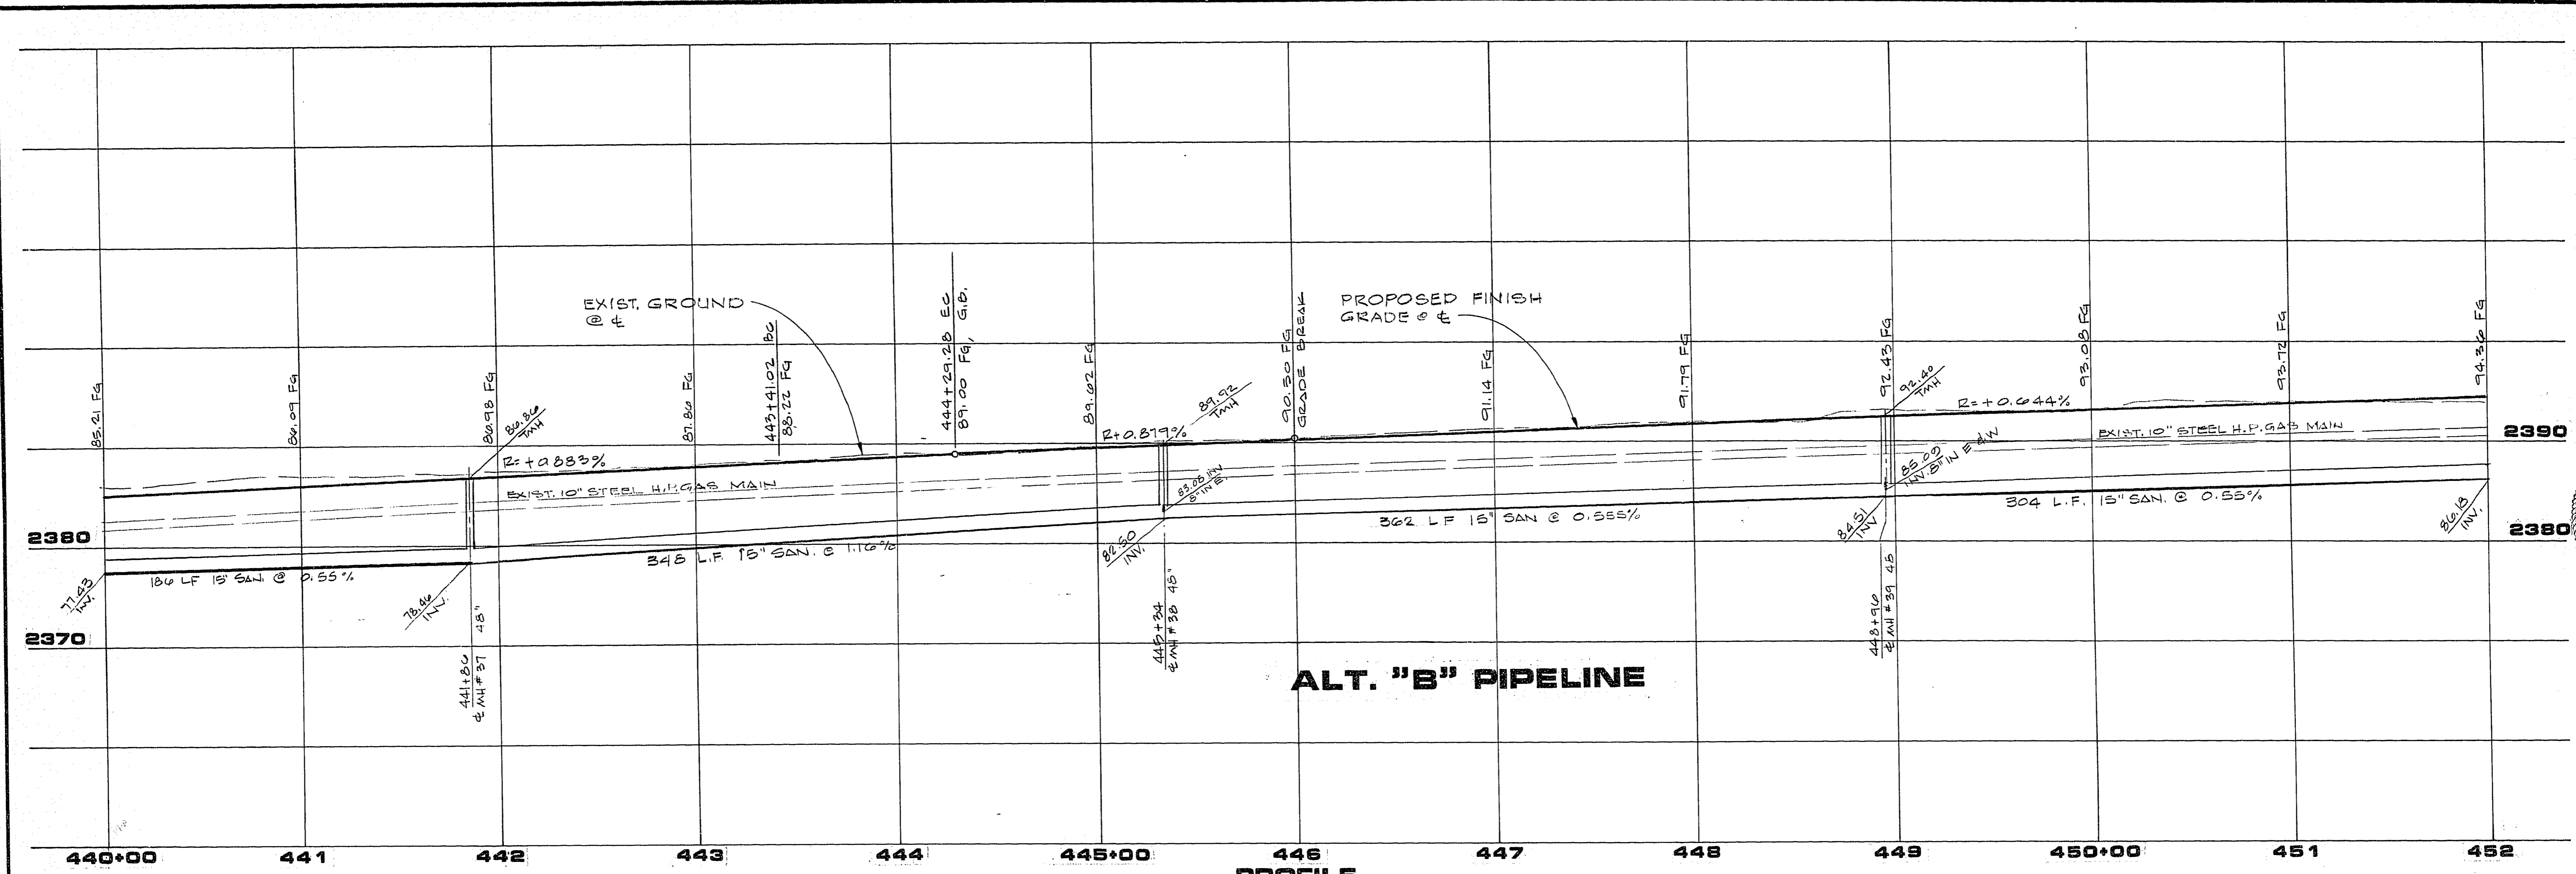 EXIST. GROUND
@ ℄
PROPOSED FINISH
GRADE @ ℄
85.21 FG
86.09 FG
86.98 FG
86.86
TMH
87.86 FG
443+41.02 BC
88.22 FG
444+29.28 EC
89.00 FG, G.B.
89.62 FG
89.92
TMH
90.50 FG
GRADE BREAK
91.14 FG
91.79 FG
92.43 FG
92.40
TMH
93.08 FG
93.72 FG
94.36 FG
R=+0.883%
R+0.879%
R=+0.644%
EXIST. 10" STEEL H.P. GAS MAIN
EXIST. 10" STEEL H.P. GAS MAIN
2390
2380
2380
2370
83.08 INV
8" IN E
85.09
INV. 8" IN E & W
186 LF 15" SAN. @ 0.55%
348 L.F. 15" SAN. @ 1.16%
362 LF 15" SAN @ 0.555%
304 L.F. 15" SAN. @ 0.55%
77.43
INV.
78.46
INV.
82.50
INV.
84.51
INV
86.18
INV.
441+86
℄ MH #37 48"
445+34
℄ MH #38 48"
448+96
℄ MH #39 48
ALT. "B" PIPELINE
440+00 441 442 443 444 445+00 446 447 448 449 450+00 451 452
PROFILE